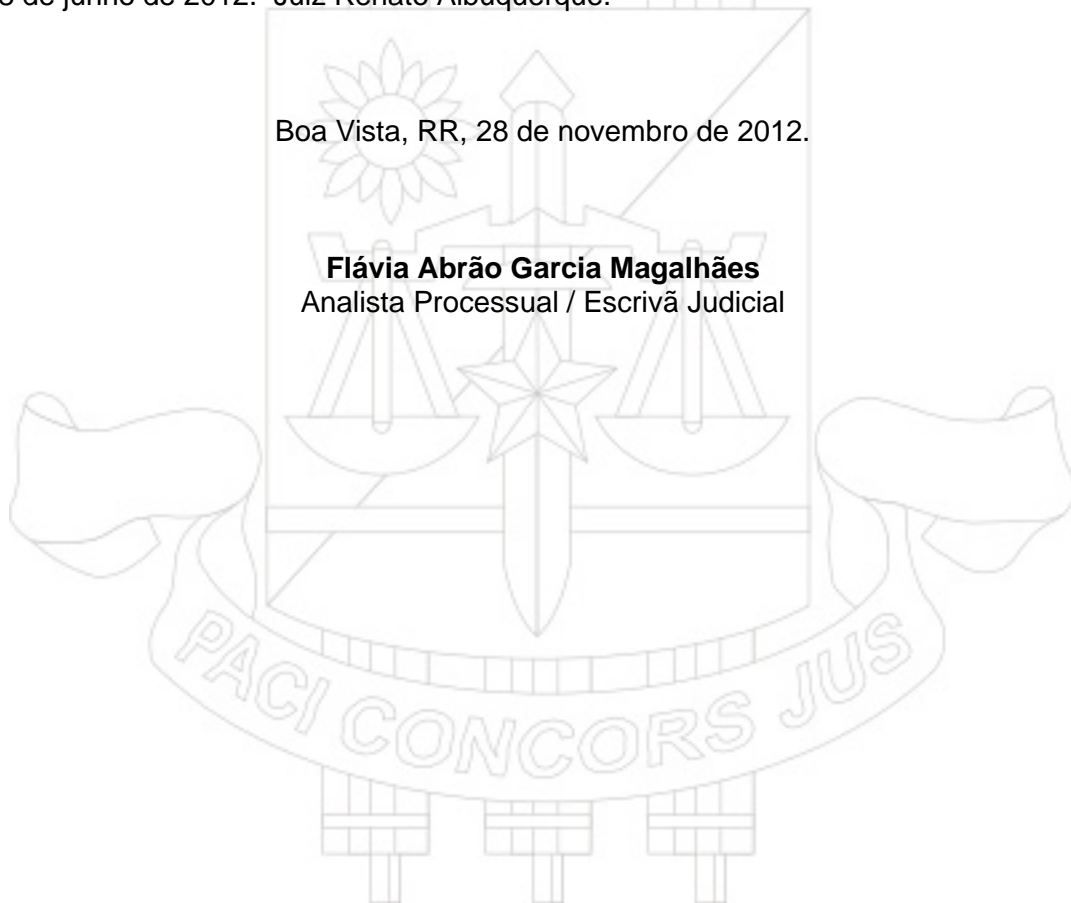 de junho de 2012. Juiz Renato Albuquerque.
Boa Vista, RR, 28 de novembro de 2012.
Flávia Abrão Garcia Magalhães
Analista Processual / Escrivã Judicial
PACI CONCORS JUS